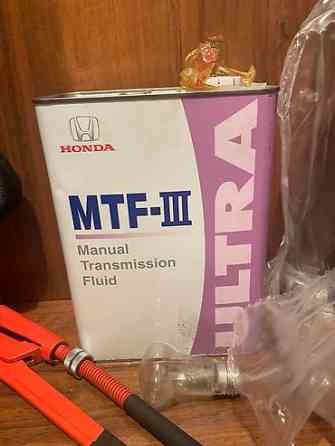 HONDA
MTF-III
Manual
Transmission
Fluid
ULTRA